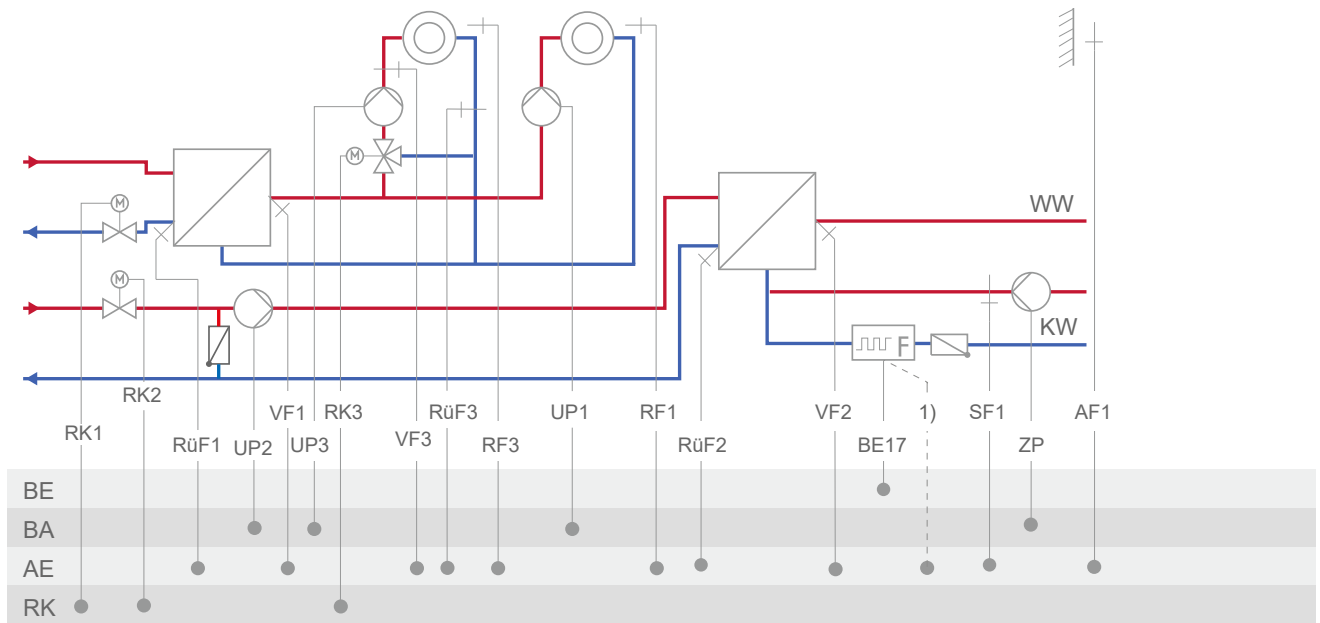 M
M
WW
M
KW
F
RK2
VF1 RK3 RüF3 UP1 RF1 VF2 1) SF1 AF1
RK1 VF3
RüF1 UP2 UP3 RF3 RüF2 BE17 ZP
BE
BA
AE
RK